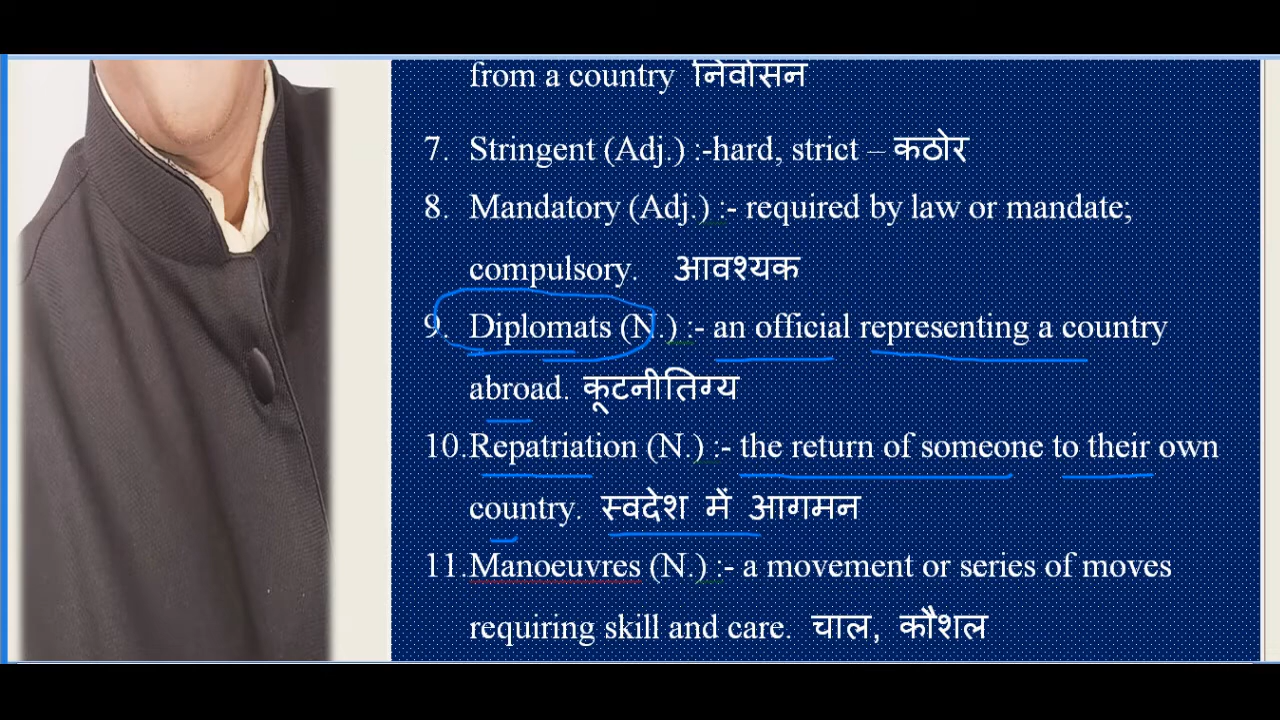 from a country निर्वासन
7. Stringent (Adj.) :-hard, strict – कठोर
8. Mandatory (Adj.) :- required by law or mandate;
compulsory. आवश्यक
9. Diplomats (N.) :- an official representing a country
abroad. कूटनीतिग्य
10.Repatriation (N.) :- the return of someone to their own
country. स्वदेश में आगमन
11.Manoeuvres (N.) :- a movement or series of moves
requiring skill and care. चाल, कौशल